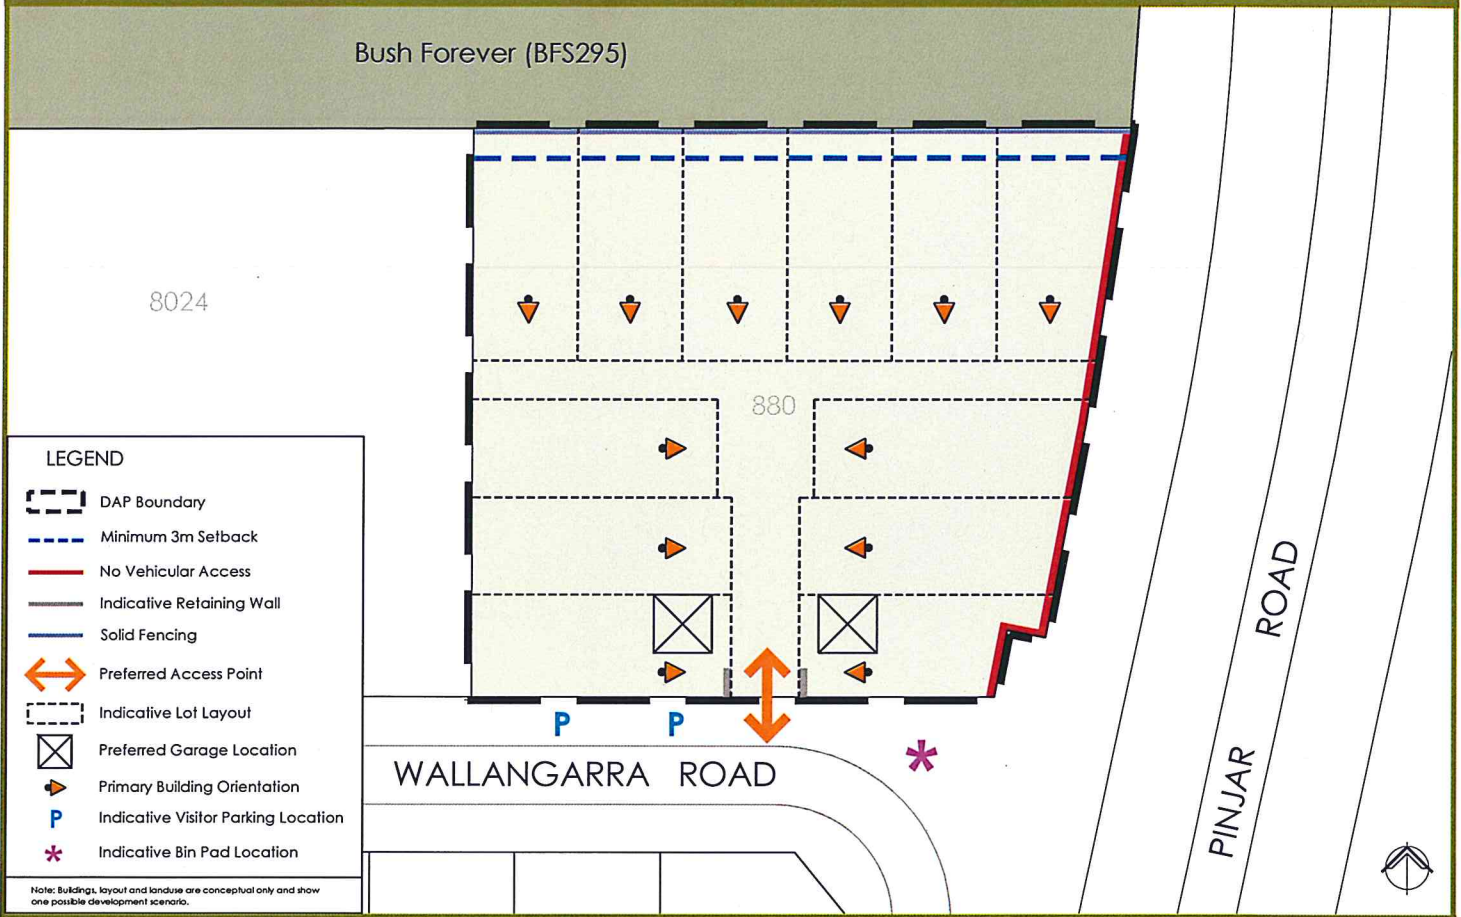 Bush Forever (BFS295)
8024
880
LEGEND
DAP Boundary
Minimum 3m Setback
No Vehicular Access
Indicative Retaining Wall
Solid Fencing
Preferred Access Point
Indicative Lot Layout
Preferred Garage Location
Primary Building Orientation
P Indicative Visitor Parking Location
* Indicative Bin Pad Location
Note: Buildings, layout and landuse are conceptual only and show
one possible development scenario.
P P
*
WALLANGARRA ROAD
PINJAR ROAD